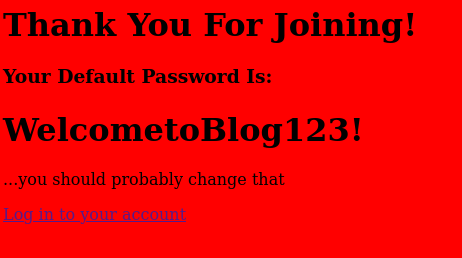 Thank You For Joining!
Your Default Password Is:
WelcometoBlog123!
...you should probably change that
Log in to your account